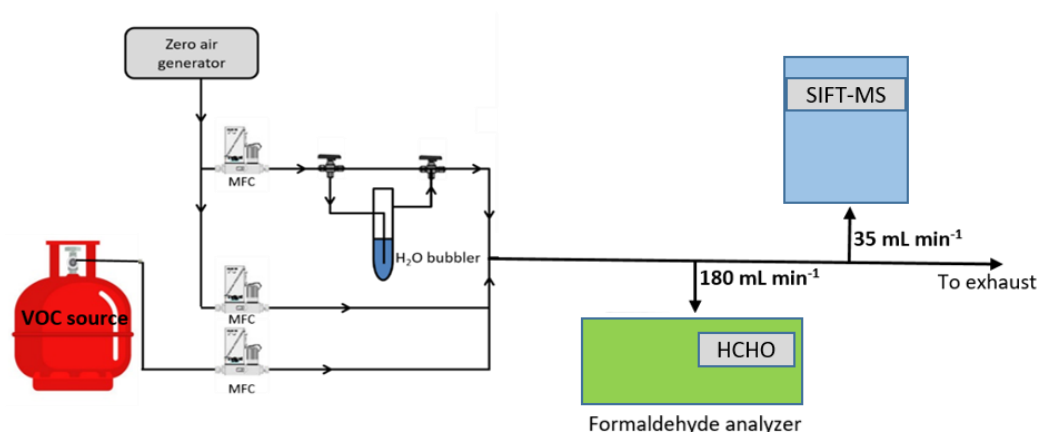 Zero air
generator
MFC
H₂O bubbler
MFC
VOC source
MFC
SIFT-MS
35 mL min⁻¹
180 mL min⁻¹
To exhaust
HCHO
Formaldehyde analyzer